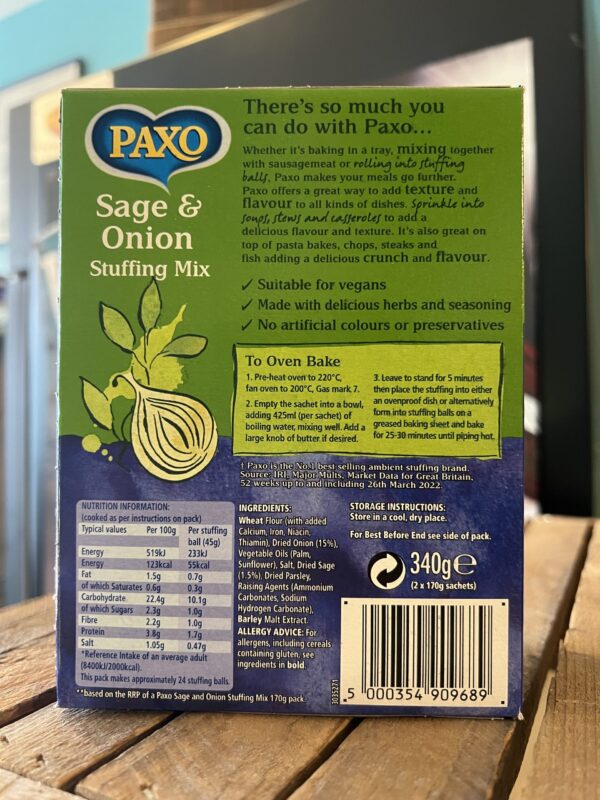 PAXO
Sage &
Onion
Stuffing Mix
There's so much you
can do with Paxo...
Whether it's baking in a tray, mixing together
with sausagemeat or rolling into stuffing
balls, Paxo makes your meals go further.
Paxo offers a great way to add texture and
flavour to all kinds of dishes. Sprinkle into
soups, stews and casseroles to add a
delicious flavour and texture. It's also great on
top of pasta bakes, chops, steaks and
fish adding a delicious crunch and flavour.
✓ Suitable for vegans
✓ Made with delicious herbs and seasoning
✓ No artificial colours or preservatives
To Oven Bake
1. Pre-heat oven to 220°C,
fan oven to 200°C, Gas mark 7.
2. Empty the sachet into a bowl,
adding 425ml (per sachet) of
boiling water, mixing well. Add a
large knob of butter if desired.
3. Leave to stand for 5 minutes
then place the stuffing into either
an ovenproof dish or alternatively
form into stuffing balls on a
greased baking sheet and bake
for 25-30 minutes until piping hot.
† Paxo is the No.1 best selling ambient stuffing brand.
Source: IRI, Major Mults, Market Data for Great Britain,
52 weeks up to and including 26th March 2022.
NUTRITION INFORMATION:
(cooked as per instructions on pack)
Typical values Per 100g Per stuffing
ball (45g)
Energy 519kJ 233kJ
Energy 123kcal 55kcal
Fat 1.5g 0.7g
of which Saturates 0.6g 0.3g
Carbohydrate 22.4g 10.1g
of which Sugars 2.3g 1.0g
Fibre 2.2g 1.0g
Protein 3.8g 1.7g
Salt 1.05g 0.47g
*Reference Intake of an average adult
(8400kJ/2000kcal).
This pack makes approximately 24 stuffing balls.
**based on the RRP of a Paxo Sage and Onion Stuffing Mix 170g pack.
INGREDIENTS:
Wheat Flour (with added
Calcium, Iron, Niacin,
Thiamin), Dried Onion (15%),
Vegetable Oils (Palm,
Sunflower), Salt, Dried Sage
(1.5%), Dried Parsley,
Raising Agents (Ammonium
Carbonates, Sodium
Hydrogen Carbonate),
Barley Malt Extract.
ALLERGY ADVICE: For
allergens, including cereals
containing gluten, see
ingredients in bold.
STORAGE INSTRUCTIONS:
Store in a cool, dry place.
For Best Before End see side of pack.
340g℮
(2 x 170g sachets)
3035271
5 000354 909689